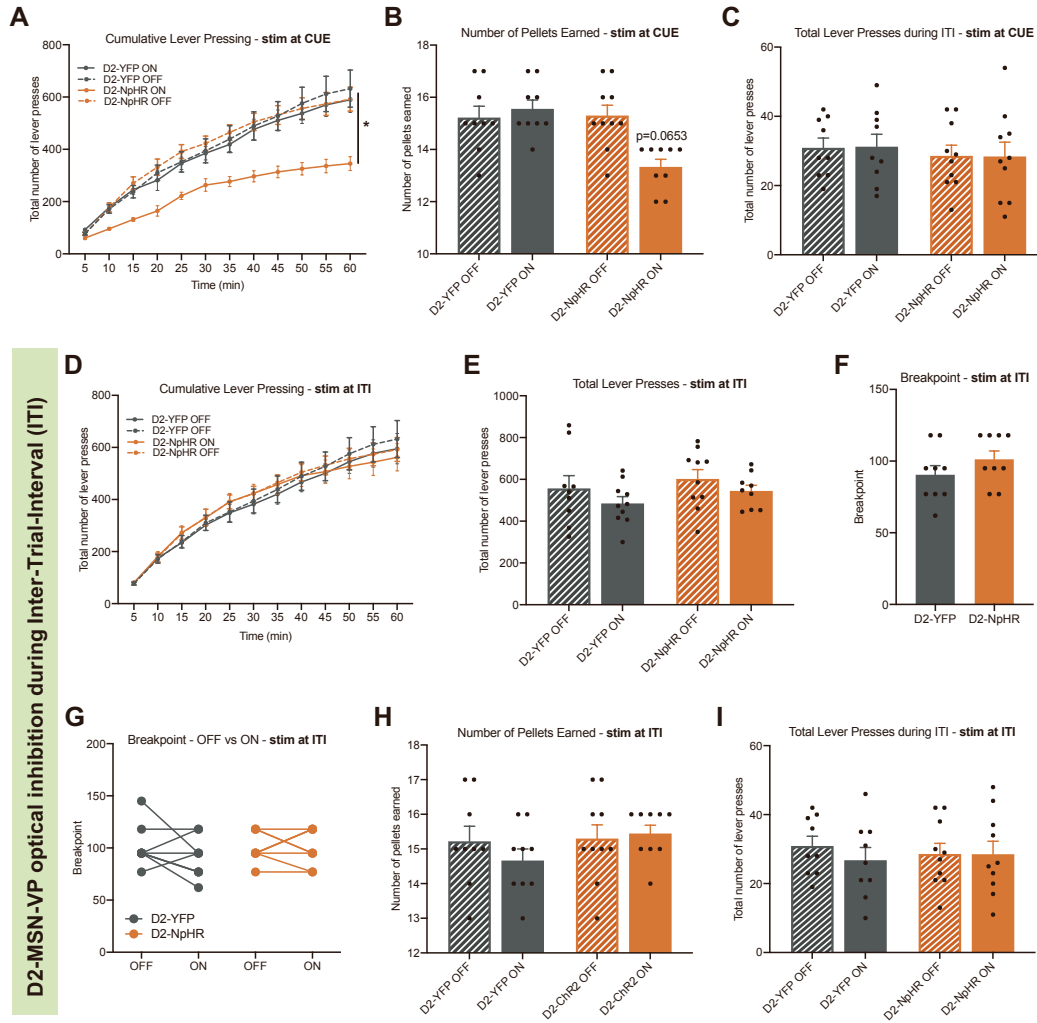 A
Cumulative Lever Pressing - stim at CUE
D2-YFP ON
D2-YFP OFF
D2-NpHR ON
D2-NpHR OFF
*
Total number of lever presses
800
600
400
200
0
5 10 15 20 25 30 35 40 45 50 55 60
Time (min)
B
Number of Pellets Earned - stim at CUE
p=0.0653
Number of pellets earned
18
16
14
12
10
D2-YFP OFF
D2-YFP ON
D2-NpHR OFF
D2-NpHR ON
C
Total Lever Presses during ITI - stim at CUE
Total number of lever presses
60
40
20
0
D2-YFP OFF
D2-YFP ON
D2-NpHR OFF
D2-NpHR ON
D2-MSN-VP optical inhibition during Inter-Trial-Interval (ITI)
D
Cumulative Lever Pressing - stim at ITI
D2-YFP OFF
D2-YFP OFF
D2-NpHR ON
D2-NpHR OFF
Total number of lever presses
800
600
400
200
0
5 10 15 20 25 30 35 40 45 50 55 60
Time (min)
E
Total Lever Presses - stim at ITI
Total number of lever presses
1000
800
600
400
200
0
D2-YFP OFF
D2-YFP ON
D2-NpHR OFF
D2-NpHR ON
F
Breakpoint - stim at ITI
Breakpoint
150
100
50
0
D2-YFP D2-NpHR
G
Breakpoint - OFF vs ON - stim at ITI
Breakpoint
200
150
100
50
0
D2-YFP
D2-NpHR
OFF ON OFF ON
H
Number of Pellets Earned - stim at ITI
Number of pellets earned
18
17
16
15
14
13
12
D2-YFP OFF
D2-YFP ON
D2-ChR2 OFF
D2-ChR2 ON
I
Total Lever Presses during ITI - stim at ITI
Total number of lever presses
60
40
20
0
D2-YFP OFF
D2-YFP ON
D2-NpHR OFF
D2-NpHR ON